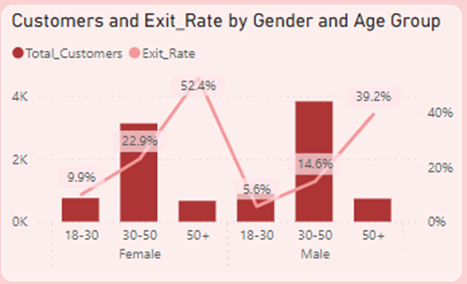 Customers and Exit_Rate by Gender and Age Group
Total_Customers Exit_Rate
52.4%
4K
39.2%
40%
22.9%
2K
14.6%
20%
9.9%
5.6%
0K
0%
18-30 30-50 50+ 18-30 30-50 50+
Female Male